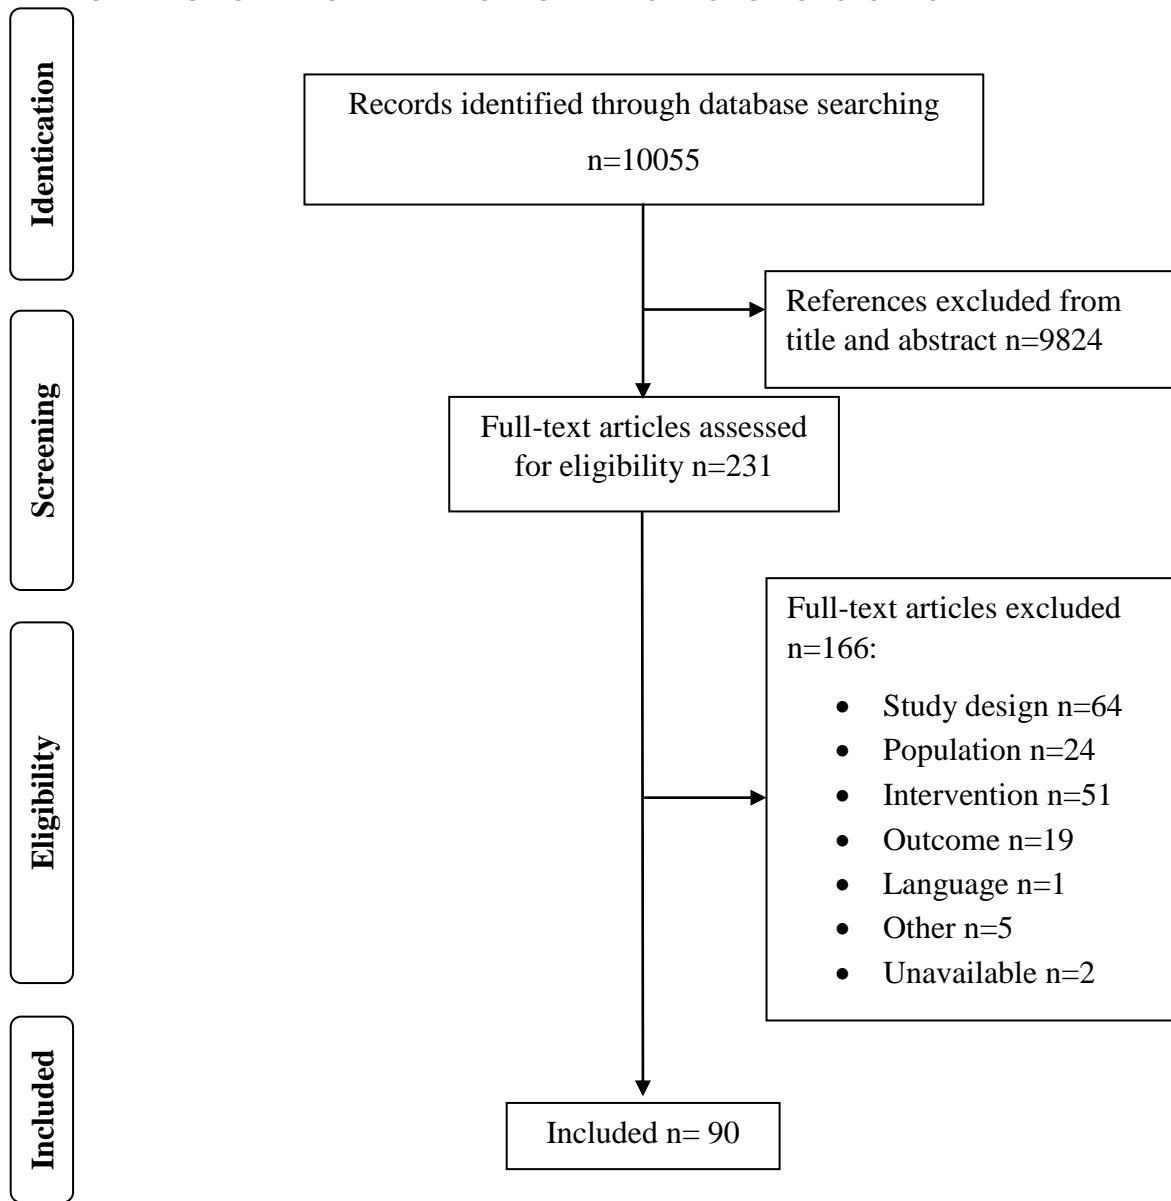 Identication
Records identified through database searching
n=10055
References excluded from
title and abstract n=9824
Screening
Full-text articles assessed
for eligibility n=231
Eligibility
Full-text articles excluded
n=166:
• Study design n=64
• Population n=24
• Intervention n=51
• Outcome n=19
• Language n=1
• Other n=5
• Unavailable n=2
Included
Included n= 90